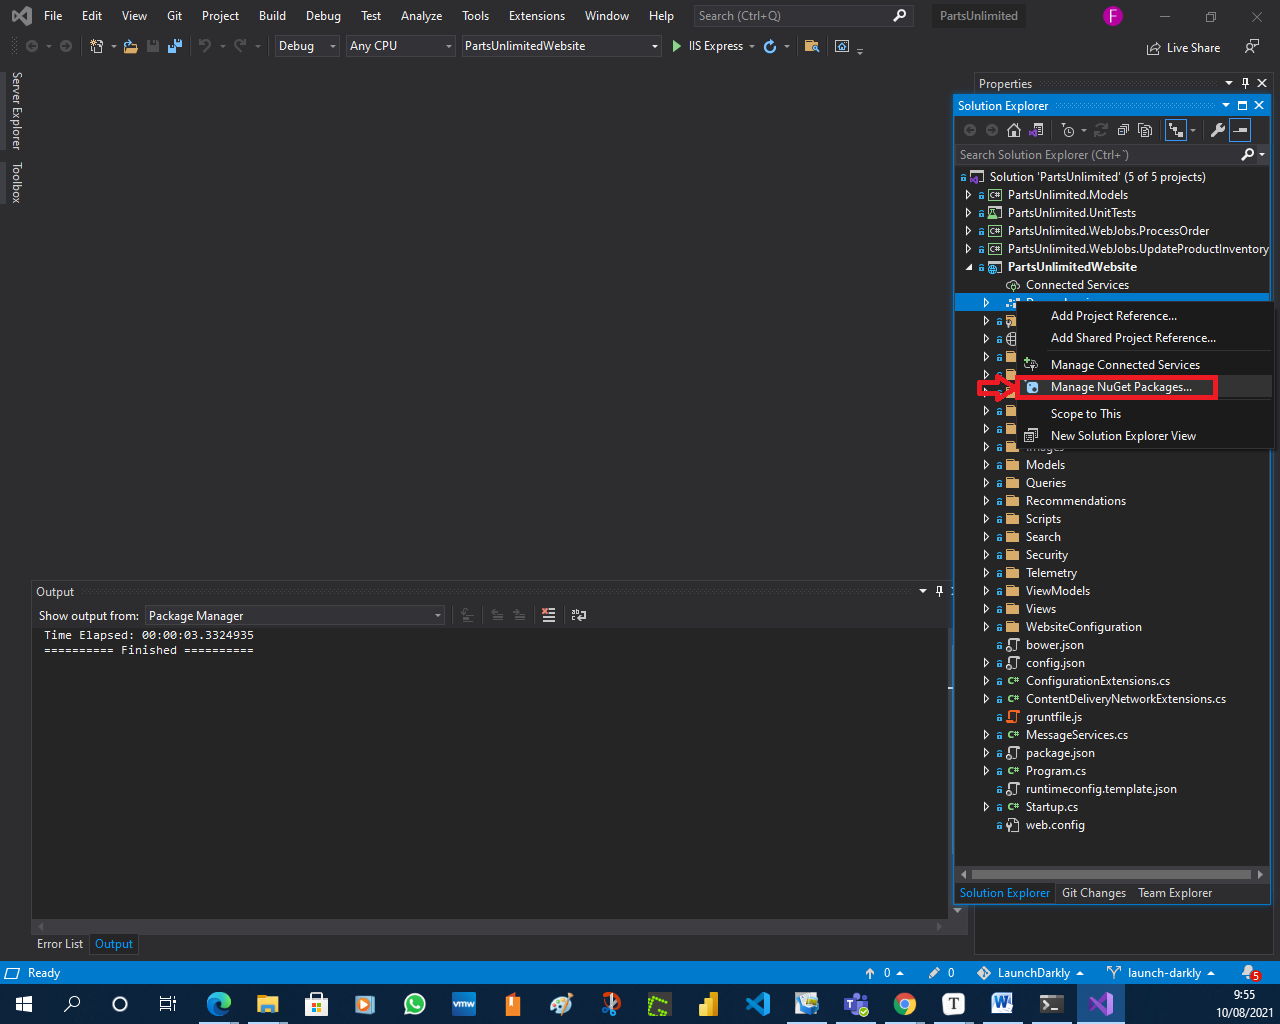 File Edit View Git Project Build Debug Test Analyze Tools Extensions Window Help Search (Ctrl+Q) PartsUnlimited F
Debug Any CPU PartsUnlimitedWebsite IIS Express Live Share
Server Explorer
Toolbox
Properties
Solution Explorer
Search Solution Explorer (Ctrl+`)
Solution 'PartsUnlimited' (5 of 5 projects)
C# PartsUnlimited.Models
PartsUnlimited.UnitTests
C# PartsUnlimited.WebJobs.ProcessOrder
C# PartsUnlimited.WebJobs.UpdateProductInventory
PartsUnlimitedWebsite
Connected Services
Add Project Reference...
Add Shared Project Reference...
Manage Connected Services
Manage NuGet Packages...
Scope to This
New Solution Explorer View
Images
Models
Queries
Recommendations
Scripts
Search
Security
Telemetry
ViewModels
Views
WebsiteConfiguration
bower.json
config.json
C# ConfigurationExtensions.cs
C# ContentDeliveryNetworkExtensions.cs
gruntfile.js
C# MessageServices.cs
package.json
C# Program.cs
runtimeconfig.template.json
C# Startup.cs
web.config
Solution Explorer Git Changes Team Explorer
Output
Show output from: Package Manager
Time Elapsed: 00:00:03.3324935
========== Finished ==========
Error List Output
Ready 0 0 LaunchDarkly launch-darkly 5
vmw T W
9:55
10/08/2021